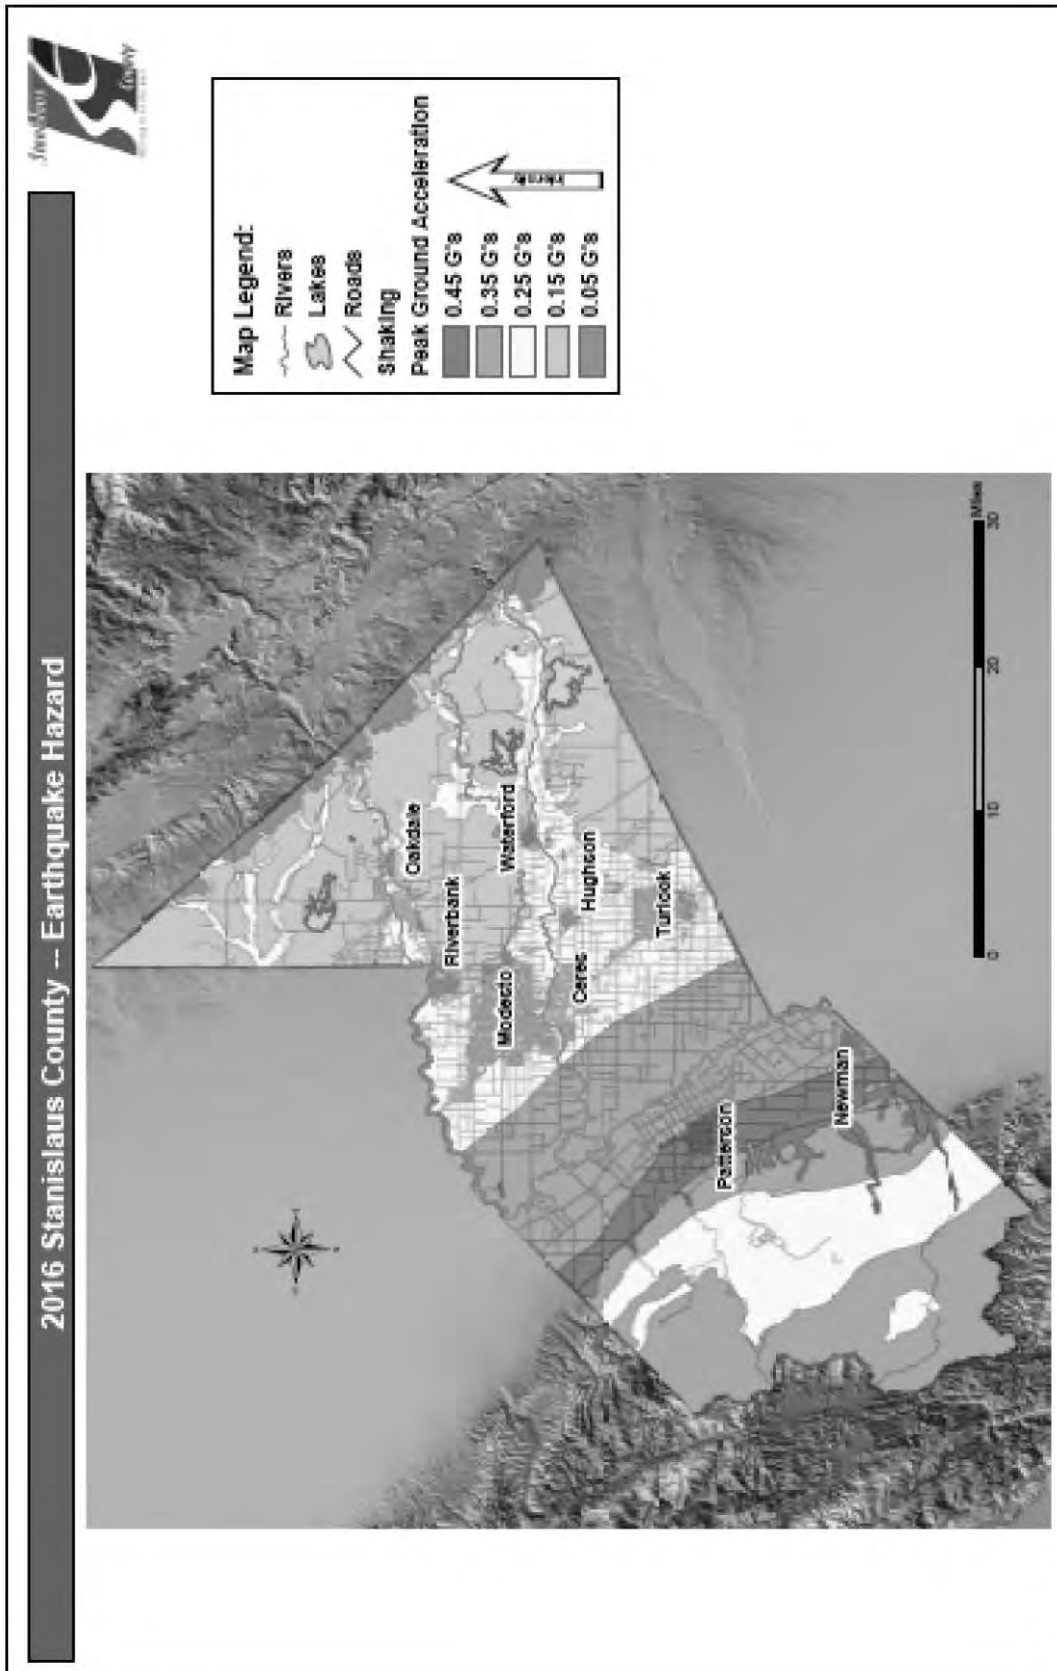 2016 Stanislaus County -- Earthquake Hazard
Map Legend:
Rivers
Lakes
Roads
Shaking
Peak Ground Acceleration
0.45 G's
0.35 G's
0.25 G's
0.15 G's
0.05 G's
Intensity
Oakdale
Riverbank
Waterford
Modesto
Hughson
Ceres
Turlock
Patterson
Newman
0 10 20 30
Miles